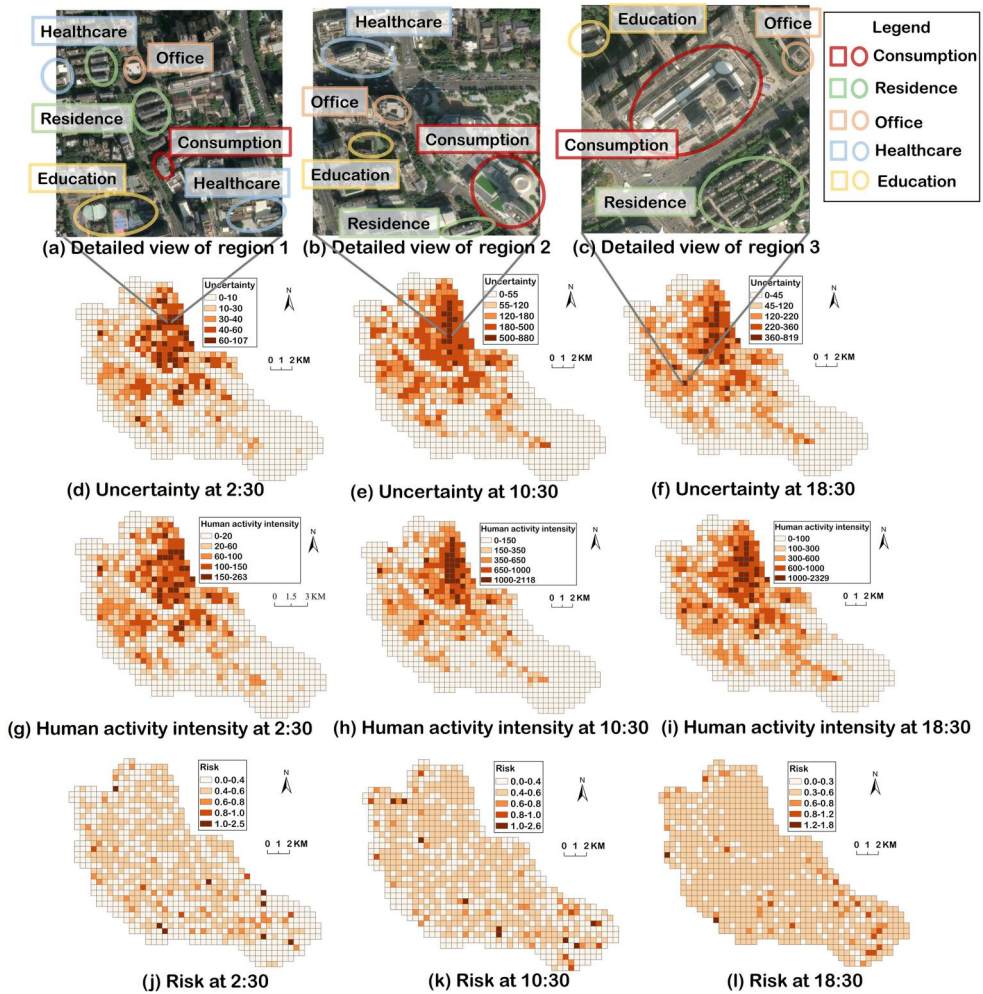 Healthcare
Office
Residence
Consumption
Education
Healthcare
(a) Detailed view of region 1
Healthcare
Office
Education
Consumption
Residence
(b) Detailed view of region 2
Education
Office
Consumption
Residence
(c) Detailed view of region 3
Legend
Consumption
Residence
Office
Healthcare
Education
Uncertainty
0-10
10-30
30-40
40-60
60-107
N
0 1 2 KM
(d) Uncertainty at 2:30
Uncertainty
0-55
55-120
120-180
180-500
500-880
N
0 1 2 KM
(e) Uncertainty at 10:30
Uncertainty
0-45
45-120
120-220
220-360
360-819
N
0 1 2 KM
(f) Uncertainty at 18:30
Human activity intensity
0-20
20-60
60-100
100-150
150-263
N
0 1.5 3 KM
(g) Human activity intensity at 2:30
Human activity intensity
0-150
150-350
350-650
650-1000
1000-2118
N
0 1 2 KM
(h) Human activity intensity at 10:30
Human activity intensity
0-100
100-300
300-600
600-1000
1000-2329
N
0 1 2 KM
(i) Human activity intensity at 18:30
Risk
0.0-0.4
0.4-0.6
0.6-0.8
0.8-1.0
1.0-2.5
N
0 1 2 KM
(j) Risk at 2:30
Risk
0.0-0.4
0.4-0.6
0.6-0.8
0.8-1.0
1.0-2.6
N
0 1 2 KM
(k) Risk at 10:30
Risk
0.0-0.3
0.3-0.6
0.6-0.8
0.8-1.2
1.2-1.8
N
0 1 2 KM
(l) Risk at 18:30